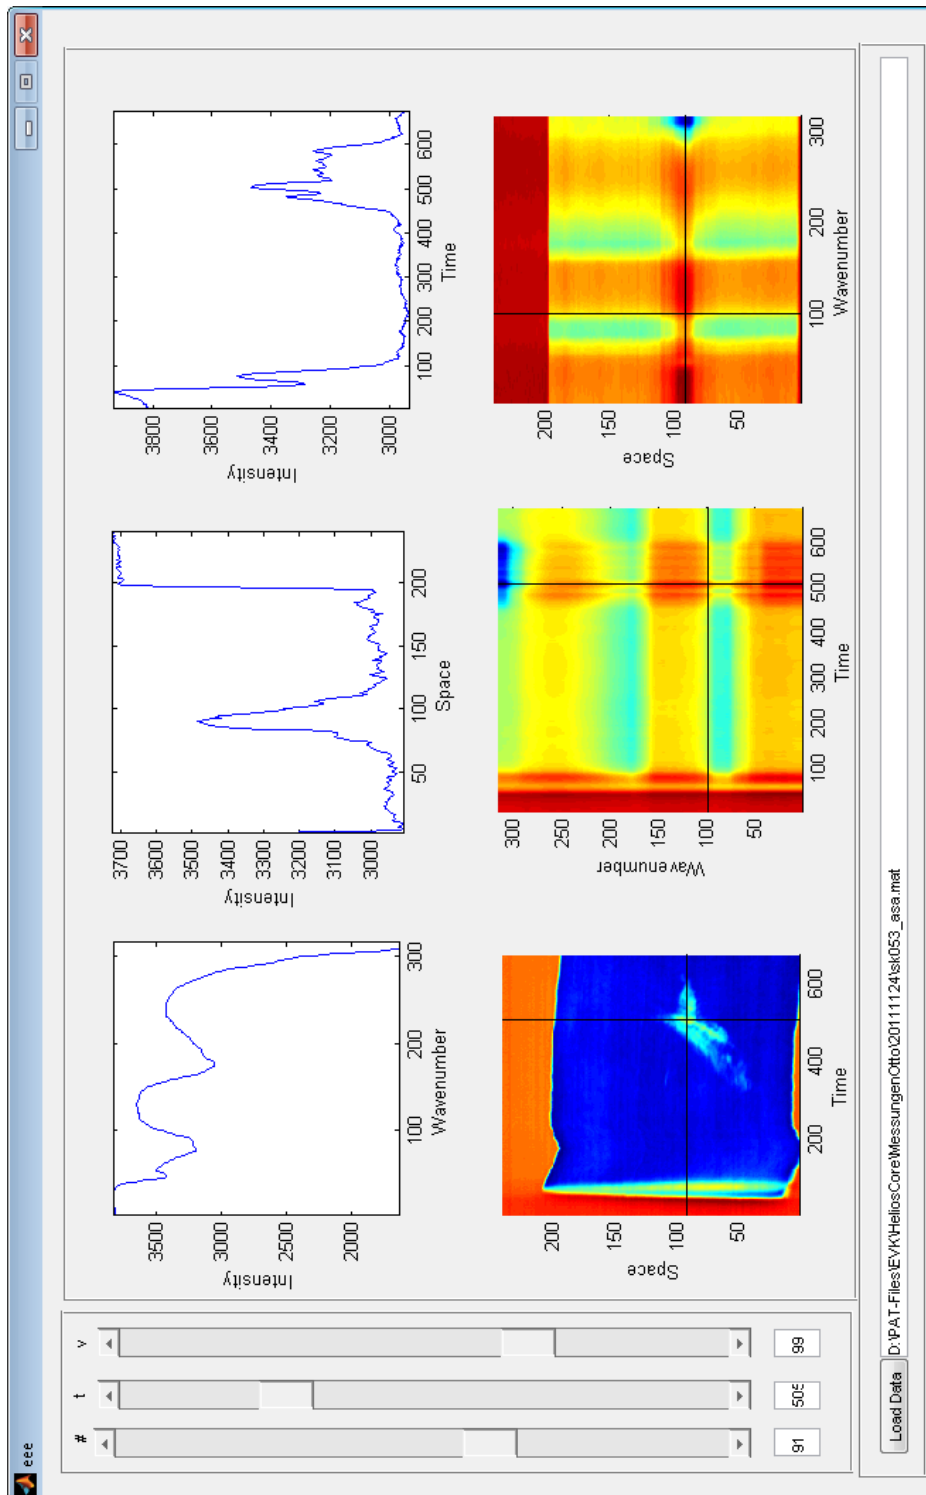 eee
# t v
91 505 99
Intensity
3500
3000
2500
2000
100 200 300
Wavenumber
Intensity
3700
3600
3500
3400
3300
3200
3100
3000
2900
50 100 150 200
Space
Intensity
3800
3600
3400
3200
3000
100 200 300 400 500 600
Time
Space
200
150
100
50
200 400 600
Time
Wavenumber
300
250
200
150
100
50
100 200 300 400 500 600
Time
Space
200
150
100
50
100 200 300
Wavenumber
Load Data D:\PAT-Files\EVK\HeliosCore\MessungenOtto\20111124\sk053_asa.mat